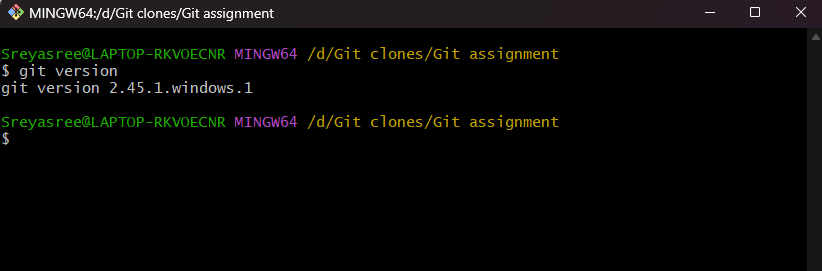 MINGW64:/d/Git clones/Git assignment
Sreyasree@LAPTOP-RKVOECNR MINGW64 /d/Git clones/Git assignment
$ git version
git version 2.45.1.windows.1
Sreyasree@LAPTOP-RKVOECNR MINGW64 /d/Git clones/Git assignment
$